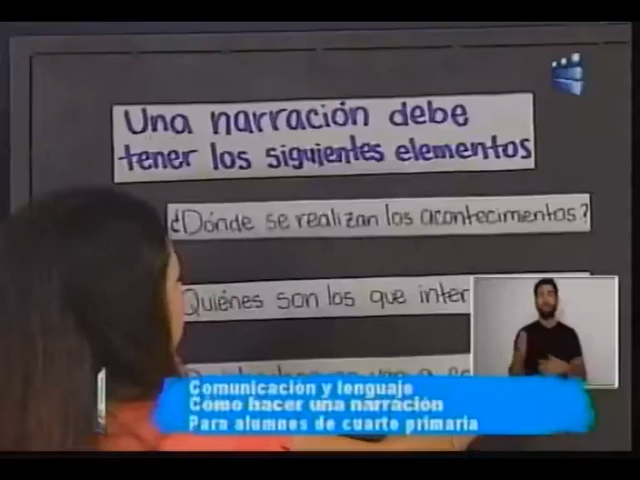 Una narración debe
tener los siguientes elementos
¿Dónde se realizan los acontecimentos?
Quiénes son los que inter
Comunicación y lenguaje
Cómo hacer una narración
Para alumnos de cuarto primaria